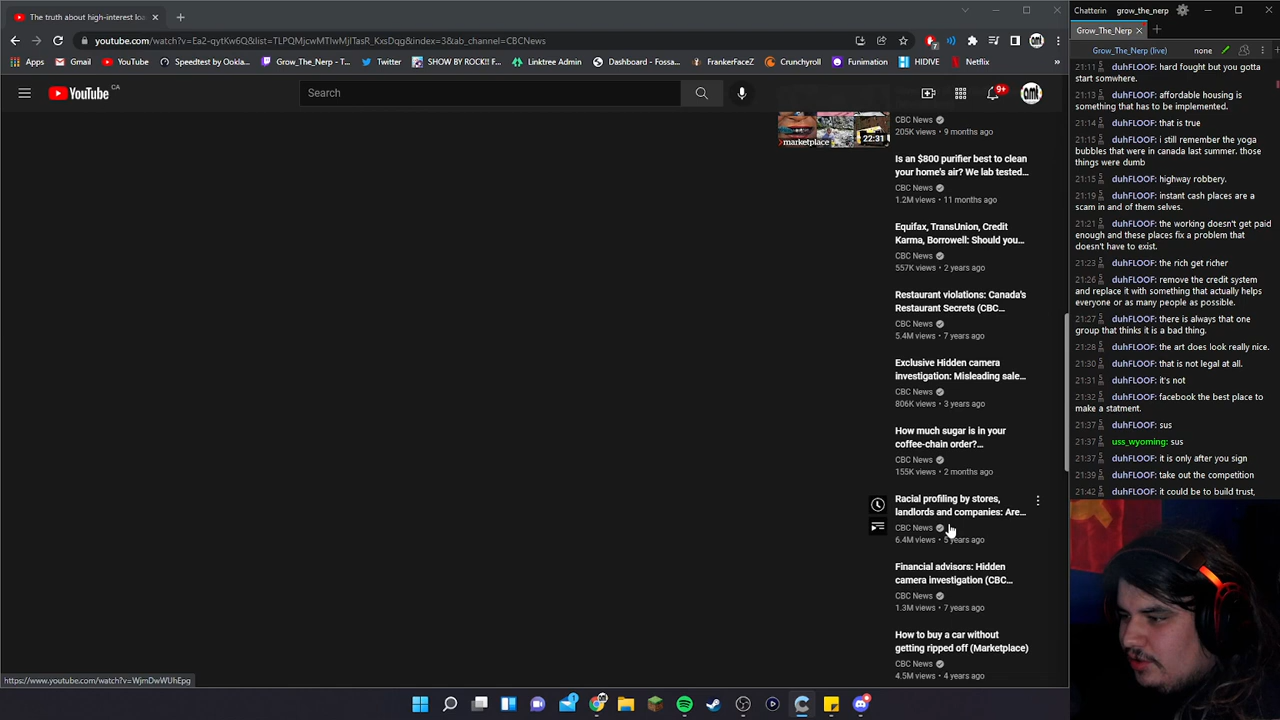 The truth about high-interest loa
youtube.com/watch?v=Ea2-qytKw6Q&list=TLPQMjcwMTIwMjITasR_KxsDqg&index=3&ab_channel=CBCNews
Apps
Gmail
YouTube
Speedtest by Ookla...
Grow_The_Nerp - T...
Twitter
SHOW BY ROCK!! F...
Linktree Admin
Dashboard - Fossa...
FrankerFaceZ
Crunchyroll
Funimation
HIDIVE
Netflix
YouTube CA
Search
9+
marketplace
22:31
CBC News
205K views • 9 months ago
Is an $800 purifier best to clean
your home's air? We lab tested...
CBC News
1.2M views • 11 months ago
Equifax, TransUnion, Credit
Karma, Borrowell: Should you...
CBC News
557K views • 2 years ago
Restaurant violations: Canada's
Restaurant Secrets (CBC...
CBC News
5.4M views • 7 years ago
Exclusive Hidden camera
investigation: Misleading sale...
CBC News
806K views • 3 years ago
How much sugar is in your
coffee-chain order?...
CBC News
155K views • 2 months ago
Racial profiling by stores,
landlords and companies: Are...
CBC News
6.4M views • 5 years ago
Financial advisors: Hidden
camera investigation (CBC...
CBC News
1.3M views • 7 years ago
How to buy a car without
getting ripped off (Marketplace)
CBC News
4.5M views • 4 years ago
https://www.youtube.com/watch?v=WjmDwWUhEpg
Chatterin
grow_the_nerp
Grow_The_Nerp
Grow_The_Nerp (live)
none
21:11 duhFLOOF: hard fought but you gotta
start somwhere.
21:13 duhFLOOF: affordable housing is
something that has to be implemented.
21:14 duhFLOOF: that is true
21:15 duhFLOOF: i still remember the yoga
bubbles that were in canada last summer. those
things were dumb
21:15 duhFLOOF: highway robbery.
21:19 duhFLOOF: instant cash places are a
scam in and of them selves.
21:21 duhFLOOF: the working doesn't get paid
enough and these places fix a problem that
doesn't have to exist.
21:23 duhFLOOF: the rich get richer
21:26 duhFLOOF: remove the credit system
and replace it with something that actually helps
everyone or as many people as possible.
21:27 duhFLOOF: there is always that one
group that thinks it is a bad thing.
21:28 duhFLOOF: the art does look really nice.
21:30 duhFLOOF: that is not legal at all.
21:31 duhFLOOF: it's not
21:32 duhFLOOF: facebook the best place to
make a statment.
21:37 duhFLOOF: sus
21:37 uss_wyoming: sus
21:37 duhFLOOF: it is only after you sign
21:39 duhFLOOF: take out the competition
21:42 duhFLOOF: it could be to build trust,